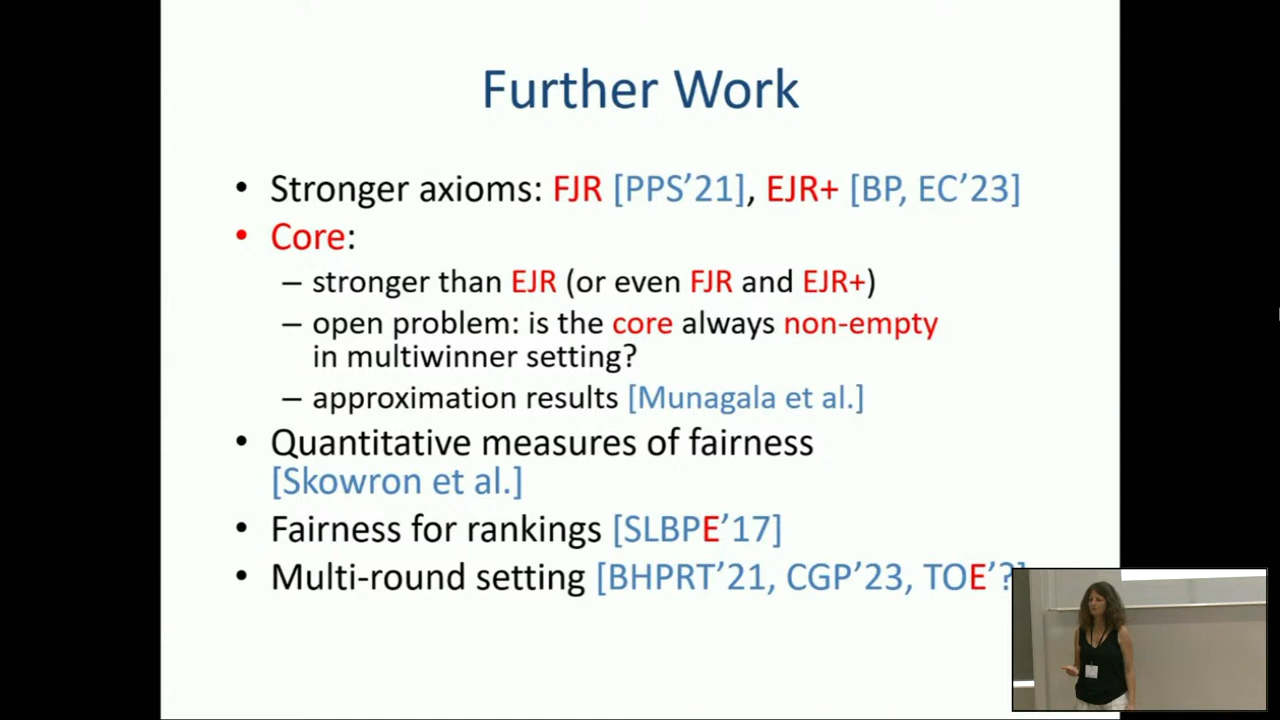 Further Work
• Stronger axioms: FJR [PPS’21], EJR+ [BP, EC’23]
• Core:
– stronger than EJR (or even FJR and EJR+)
– open problem: is the core always non-empty
in multiwinner setting?
– approximation results [Munagala et al.]
• Quantitative measures of fairness
[Skowron et al.]
• Fairness for rankings [SLBPE’17]
• Multi-round setting [BHPRT’21, CGP’23, TOE’?]